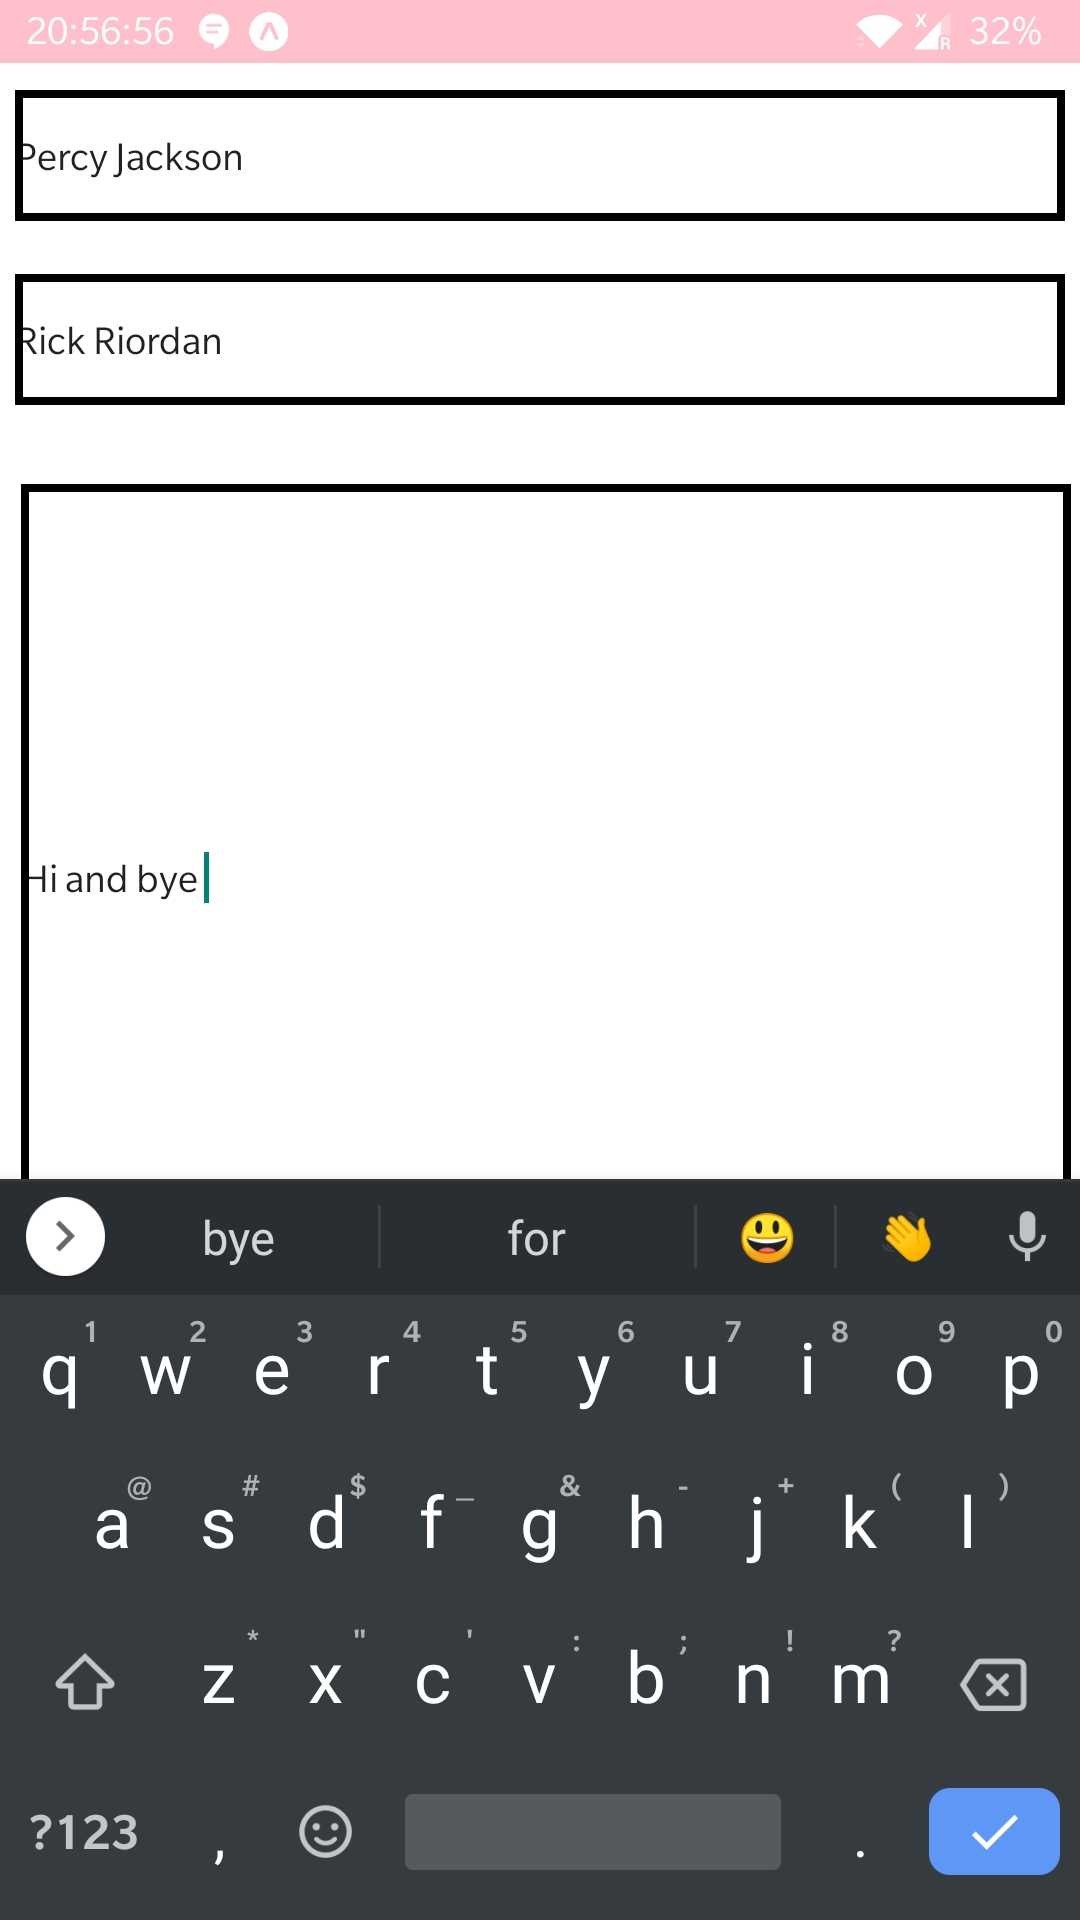 20:56:56 X R 32%
Percy Jackson
Rick Riordan
Hi and bye
bye for
1 2 3 4 5 6 7 8 9 0
q w e r t y u i o p
@ # $ _ & - + ( )
a s d f g h j k l
* " ' : ; ! ?
z x c v b n m
?123 , .